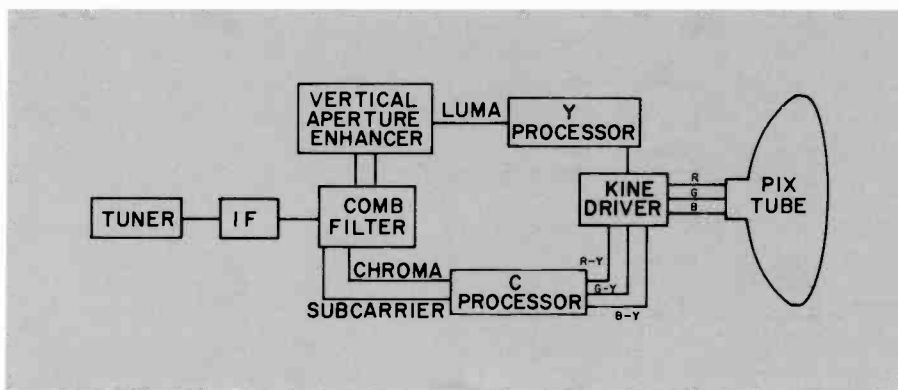 VERTICAL
APERTURE
ENHANCER
LUMA
Y
PROCESSOR
TUNER
IF
COMB
FILTER
KINE
DRIVER
R
G
B
PIX
TUBE
CHROMA
SUBCARRIER
C
PROCESSOR
R-Y
G-Y
B-Y